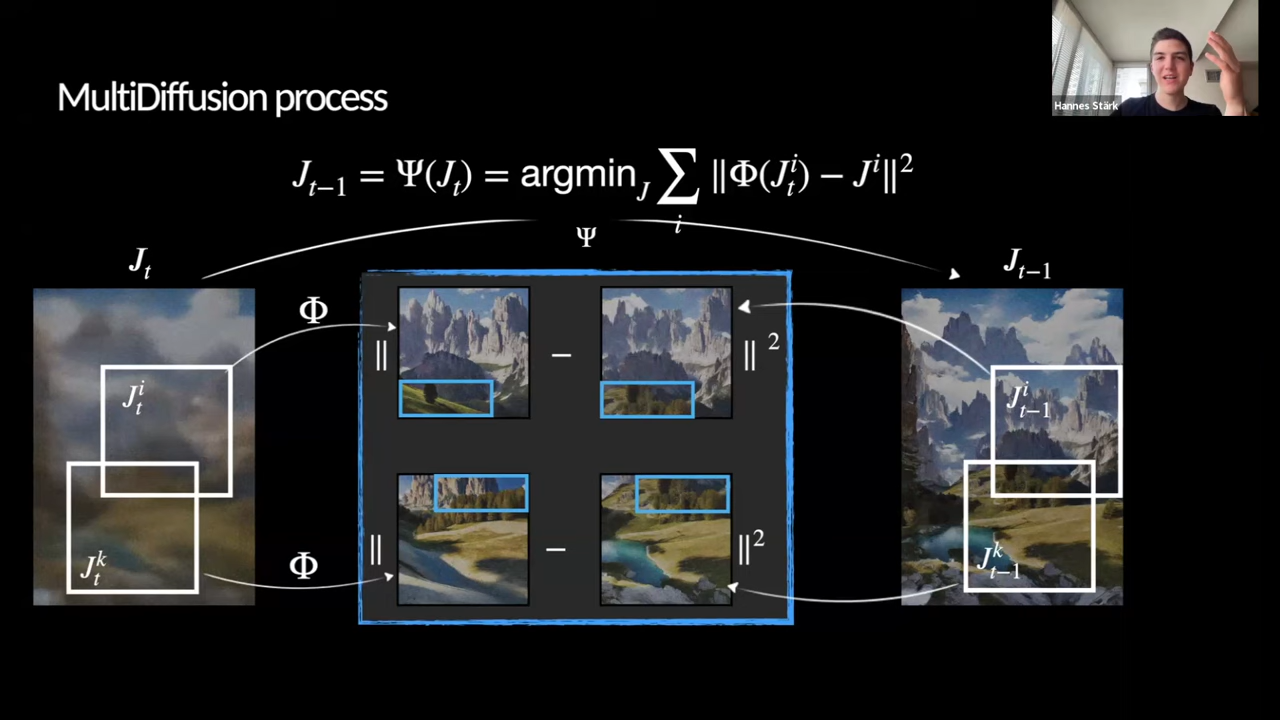 Hannes Stärk
MultiDiffusion process
J_{t-1} = Ψ(J_t) = argmin_J ∑_i ‖Φ(J_t^i) − J^i‖²
Ψ
J_t
J_{t-1}
Φ
‖ − ‖ ²
J_t^i
J_{t-1}^i
‖ − ‖²
J_t^k
J_{t-1}^k
Φ